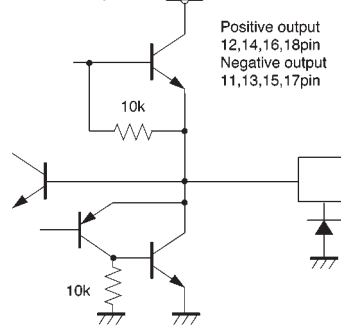 Positive output
12,14,16,18pin
Negative output
11,13,15,17pin
10k
10k